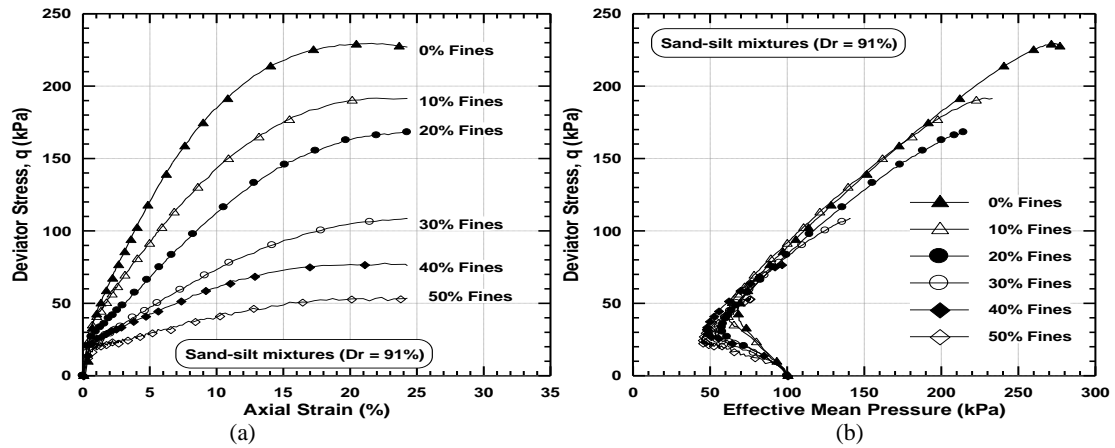 250
200
150
100
50
0
Deviator Stress, q (kPa)
0% Fines
10% Fines
20% Fines
30% Fines
40% Fines
50% Fines
Sand-silt mixtures (Dr = 91%)
0 5 10 15 20 25 30 35
Axial Strain (%)
(a)
250
200
150
100
50
0
Deviator Stress, q (kPa)
Sand-silt mixtures (Dr = 91%)
0% Fines
10% Fines
20% Fines
30% Fines
40% Fines
50% Fines
0 50 100 150 200 250 300
Effective Mean Pressure (kPa)
(b)